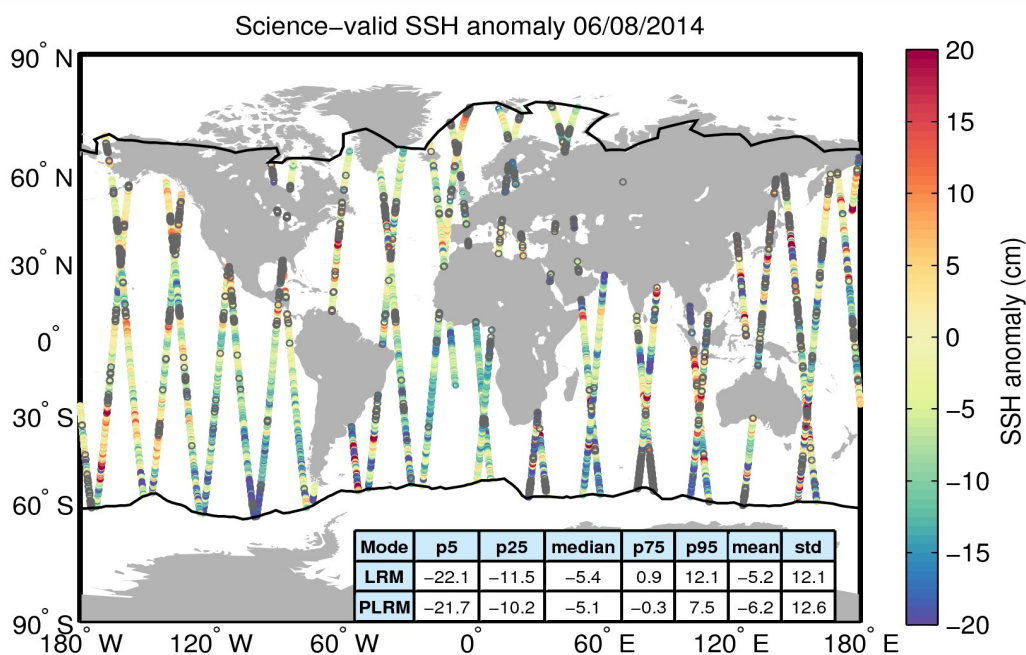 Science−valid SSH anomaly 06/08/2014
90° N
60° N
30° N
0°
30° S
60° S
90° S
180° W 120° W 60° W 0° 60° E 120° E 180° E
20
15
10
5
0
−5
−10
−15
−20
SSH anomaly (cm)
Mode p5 p25 median p75 p95 mean std
LRM −22.1 −11.5 −5.4 0.9 12.1 −5.2 12.1
PLRM −21.7 −10.2 −5.1 −0.3 7.5 −6.2 12.6